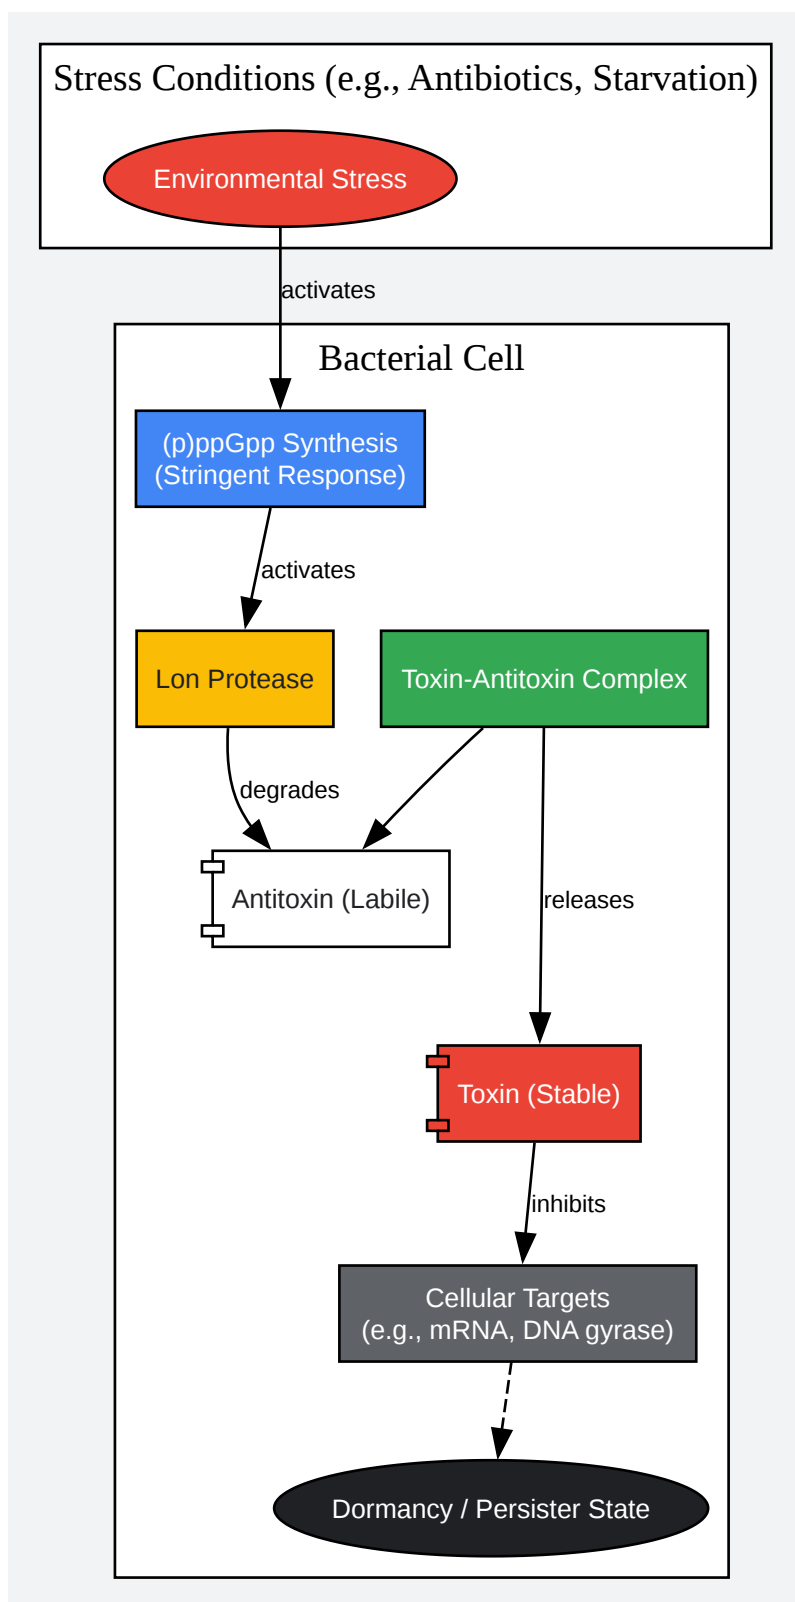 Stress Conditions (e.g., Antibiotics, Starvation)
Environmental Stress
activates
Bacterial Cell
(p)ppGpp Synthesis
(Stringent Response)
activates
Lon Protease
Toxin-Antitoxin Complex
degrades
Antitoxin (Labile)
releases
Toxin (Stable)
inhibits
Cellular Targets
(e.g., mRNA, DNA gyrase)
Dormancy / Persister State